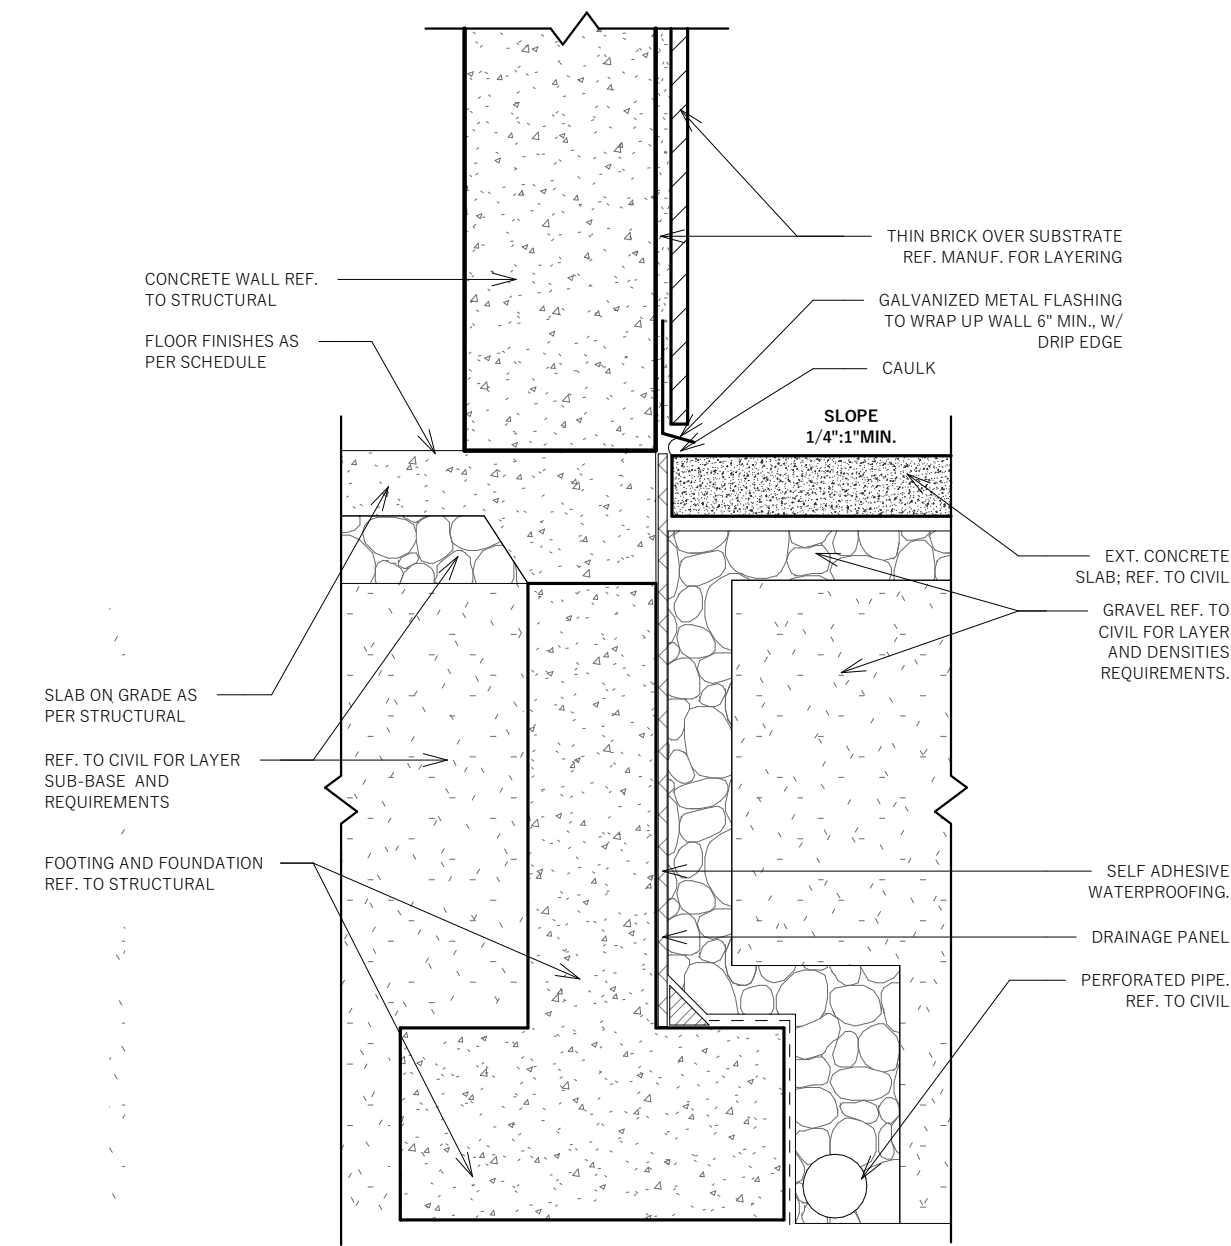 THIN BRICK OVER SUBSTRATE
REF. MANUF. FOR LAYERING
CONCRETE WALL REF.
TO STRUCTURAL
GALVANIZED METAL FLASHING
TO WRAP UP WALL 6" MIN., W/
DRIP EDGE
FLOOR FINISHES AS
PER SCHEDULE
CAULK
SLOPE
1/4":1"MIN.
EXT. CONCRETE
SLAB; REF. TO CIVIL
GRAVEL REF. TO
CIVIL FOR LAYER
AND DENSITIES
REQUIREMENTS.
SLAB ON GRADE AS
PER STRUCTURAL
REF. TO CIVIL FOR LAYER
SUB-BASE AND
REQUIREMENTS
FOOTING AND FOUNDATION
REF. TO STRUCTURAL
SELF ADHESIVE
WATERPROOFING.
DRAINAGE PANEL
PERFORATED PIPE.
REF. TO CIVIL